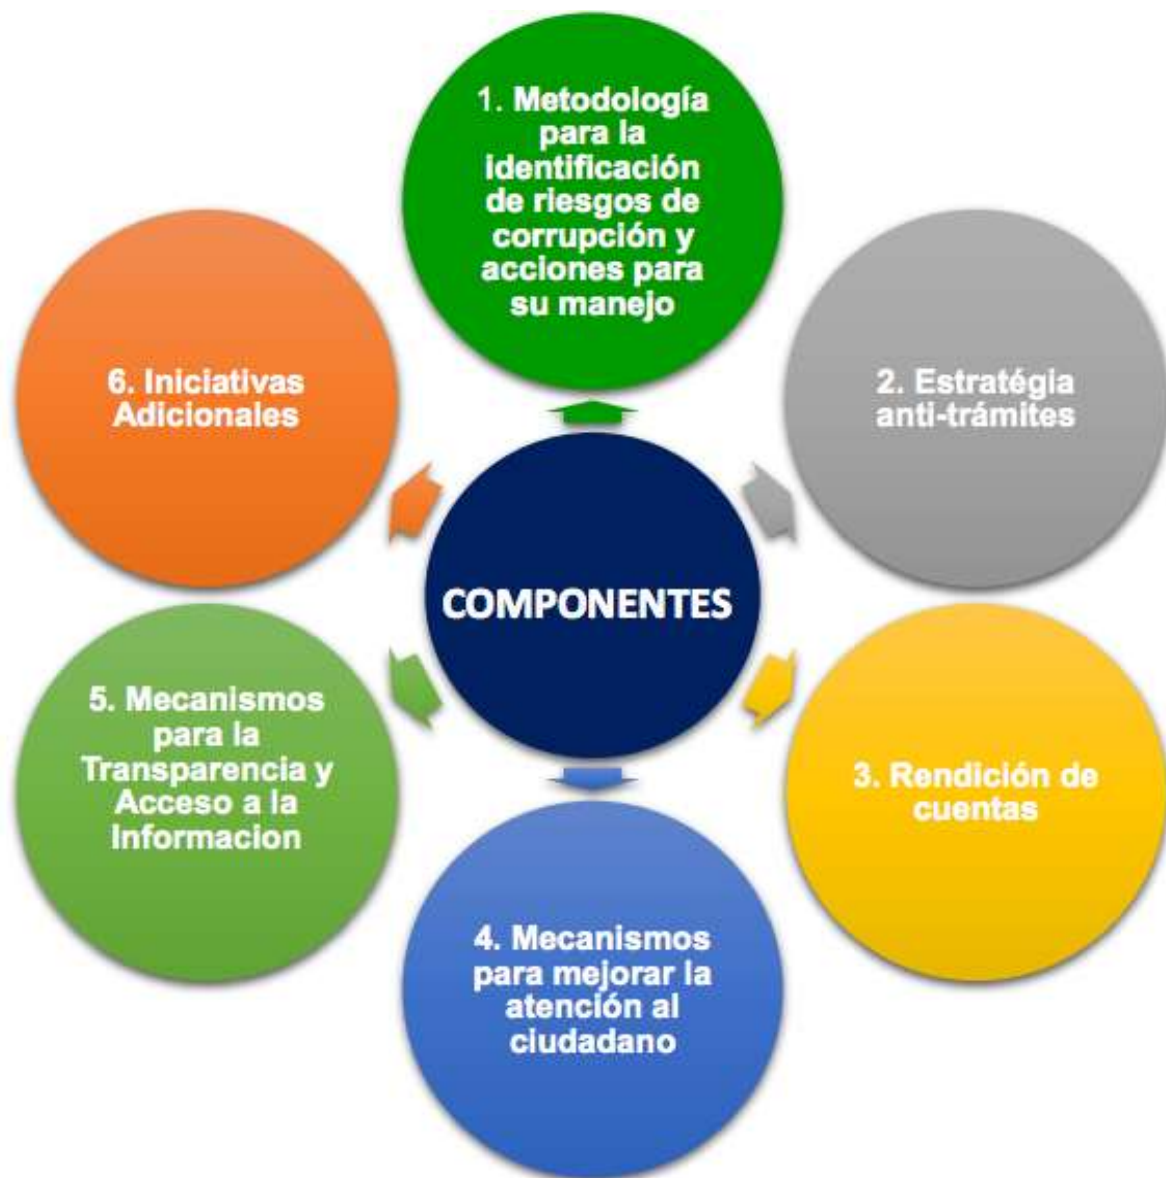 1. Metodología
para la
identificación
de riesgos de
corrupción y
acciones para
su manejo
2. Estratégia
anti-trámites
3. Rendición de
cuentas
4. Mecanismos
para mejorar la
atención al
ciudadano
5. Mecanismos
para la
Transparencia y
Acceso a la
Informacion
6. Iniciativas
Adicionales
COMPONENTES